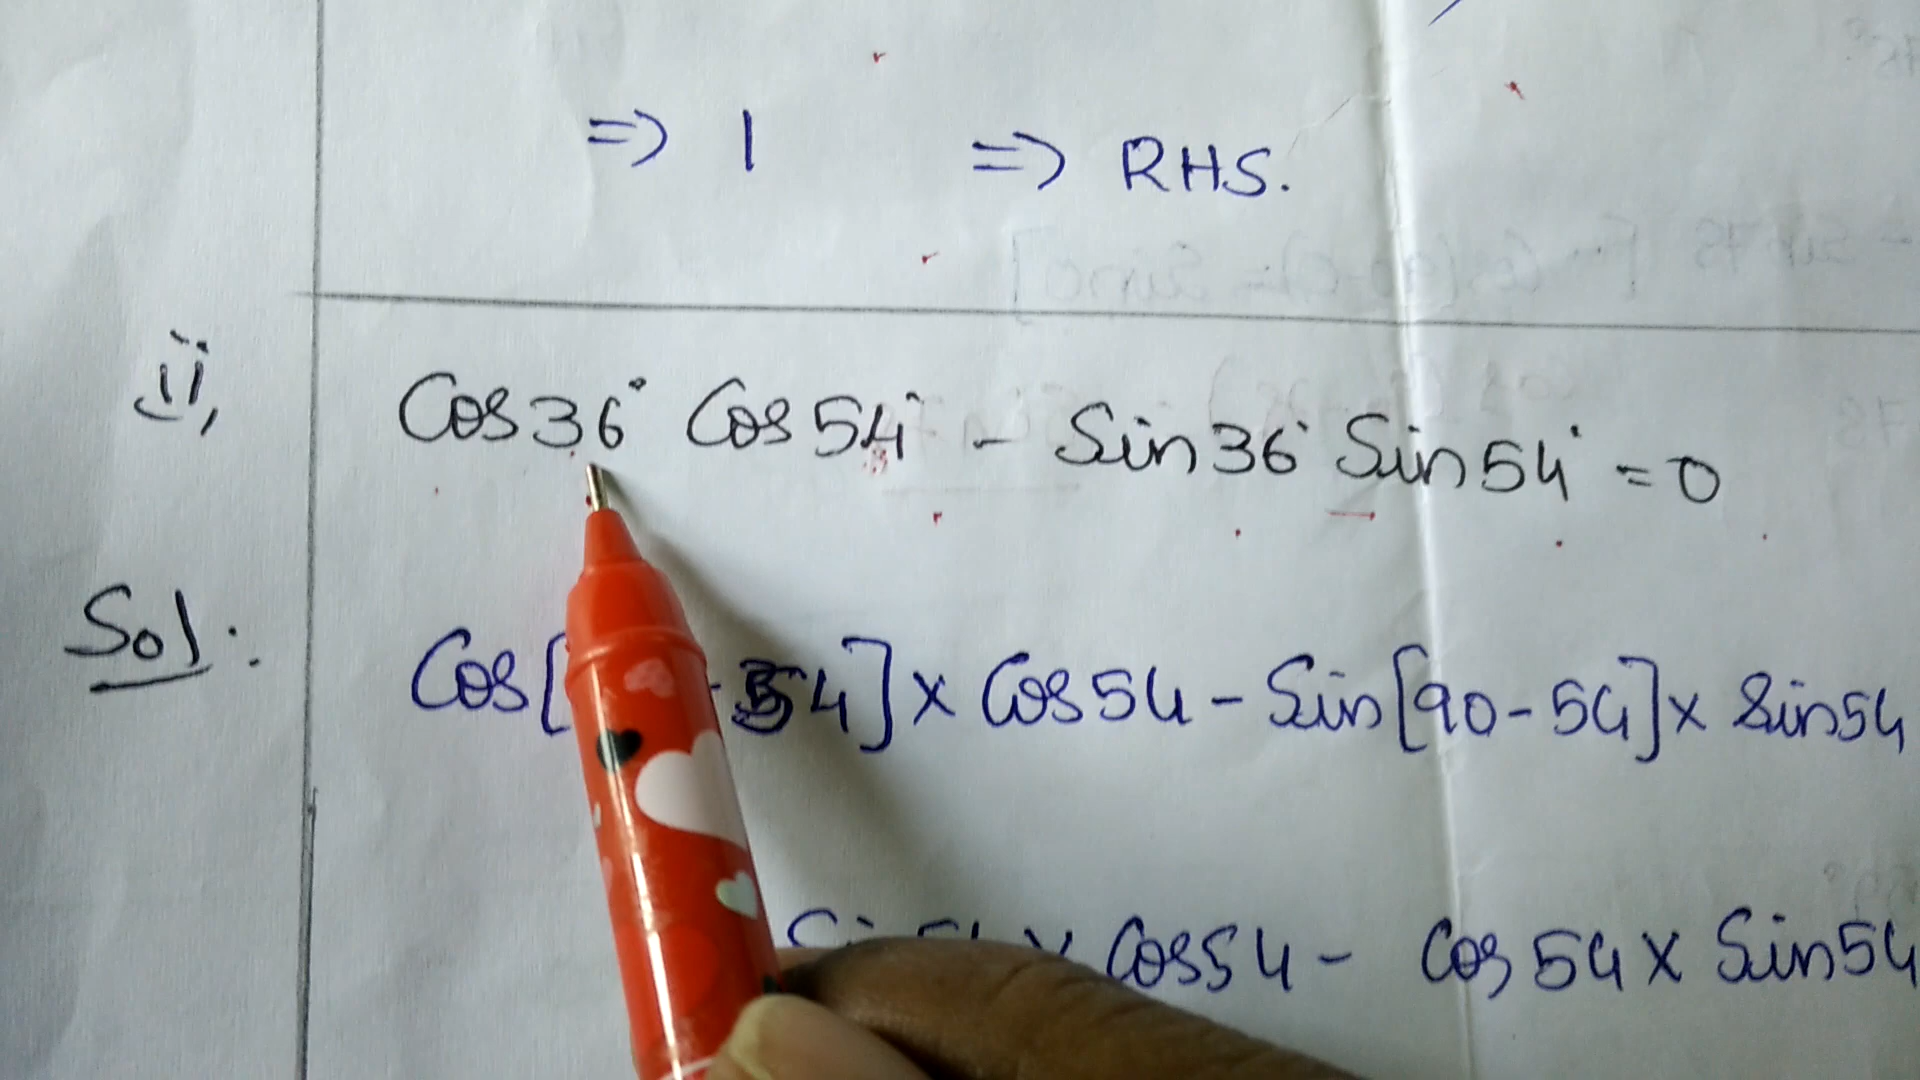 => 1 => RHS.
ii, Cos36° Cos54° - Sin36° Sin54° = 0
Sol: Cos[ - 54] x Cos54 - Sin[90-54] x Sin54
Cos54 - Cos54 x Sin54